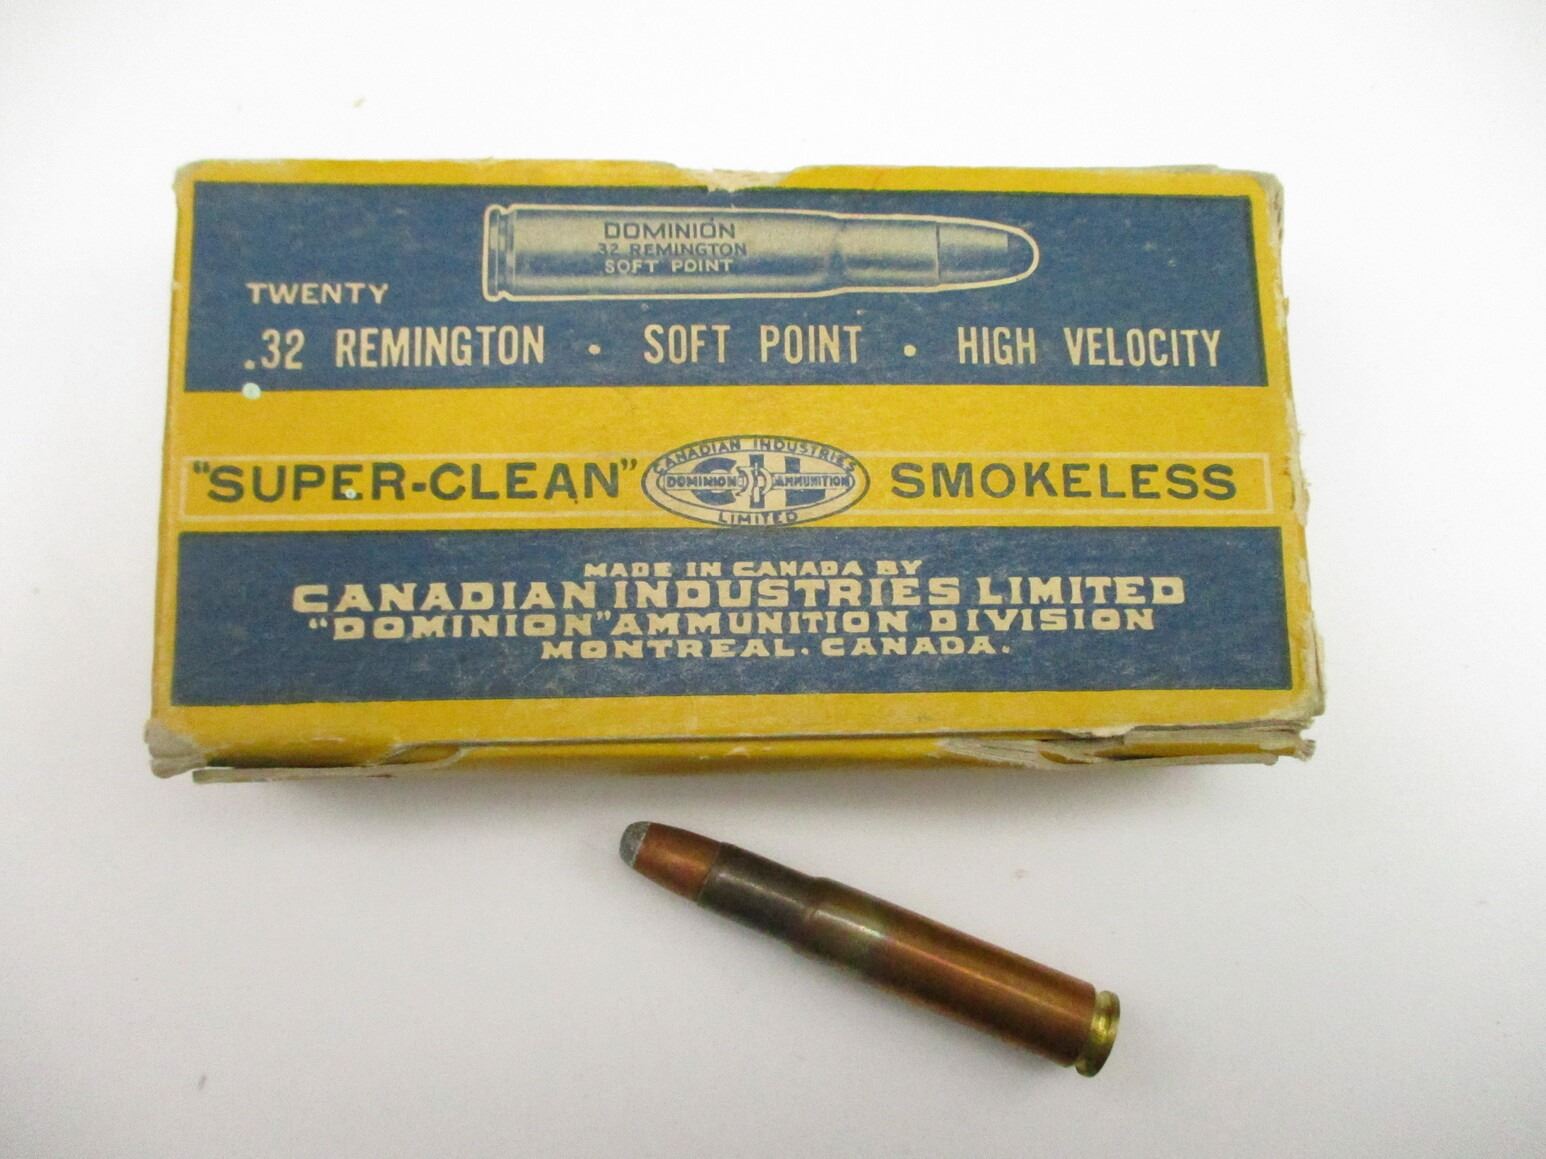 DOMINION
32 REMINGTON
SOFT POINT
TWENTY
.32 REMINGTON • SOFT POINT • HIGH VELOCITY
"SUPER-CLEAN" SMOKELESS
CANADIAN INDUSTRIES
CIL
DOMINION AMMUNITION
LIMITED
MADE IN CANADA BY
CANADIAN INDUSTRIES LIMITED
"DOMINION" AMMUNITION DIVISION
MONTREAL. CANADA.